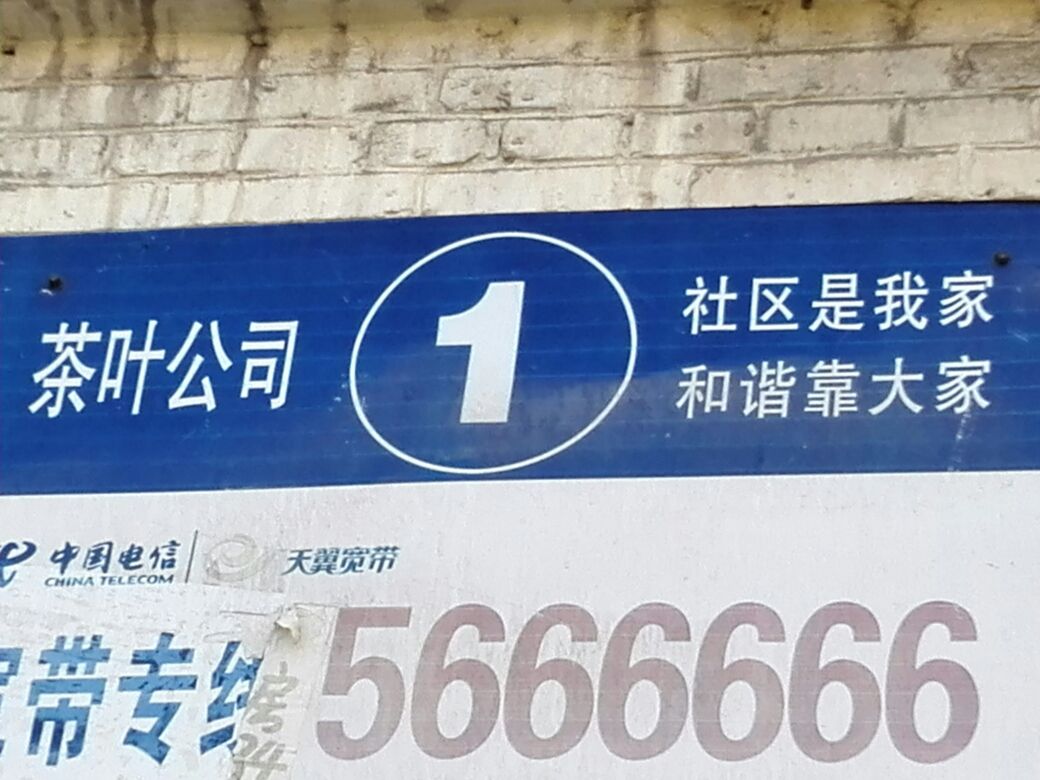 茶叶公司
1
社区是我家
和谐靠大家
中国电信
CHINA TELECOM
天翼宽带
带专线
5666666